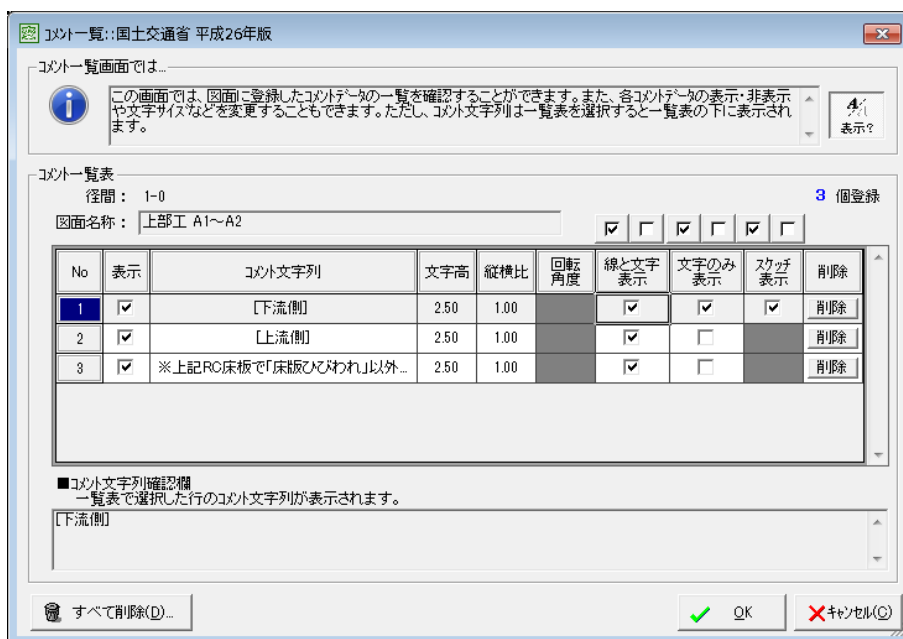 コメント一覧::国土交通省 平成26年版
コメント一覧画面では...
この画面では、図面に登録したコメントデータの一覧を確認することができます。また、各コメントデータの表示・非表示
や文字サイズなどを変更することもできます。ただし、コメント文字列は一覧表を選択すると一覧表の下に表示され
ます。
表示?
コメント一覧表
径間： 1-0
3 個登録
図面名称： 上部工 A1～A2
No 表示 コメント文字列 文字高 縦横比 回転角度 線と文字表示 文字のみ表示 スケッチ表示 削除
1 [下流側] 2.50 1.00 削除
2 [上流側] 2.50 1.00 削除
3 ※上記RC床板で「床版ひびわれ」以外... 2.50 1.00 削除
■コメント文字列確認欄
一覧表で選択した行のコメント文字列が表示されます。
[下流側]
すべて削除(D)... OK キャンセル(C)